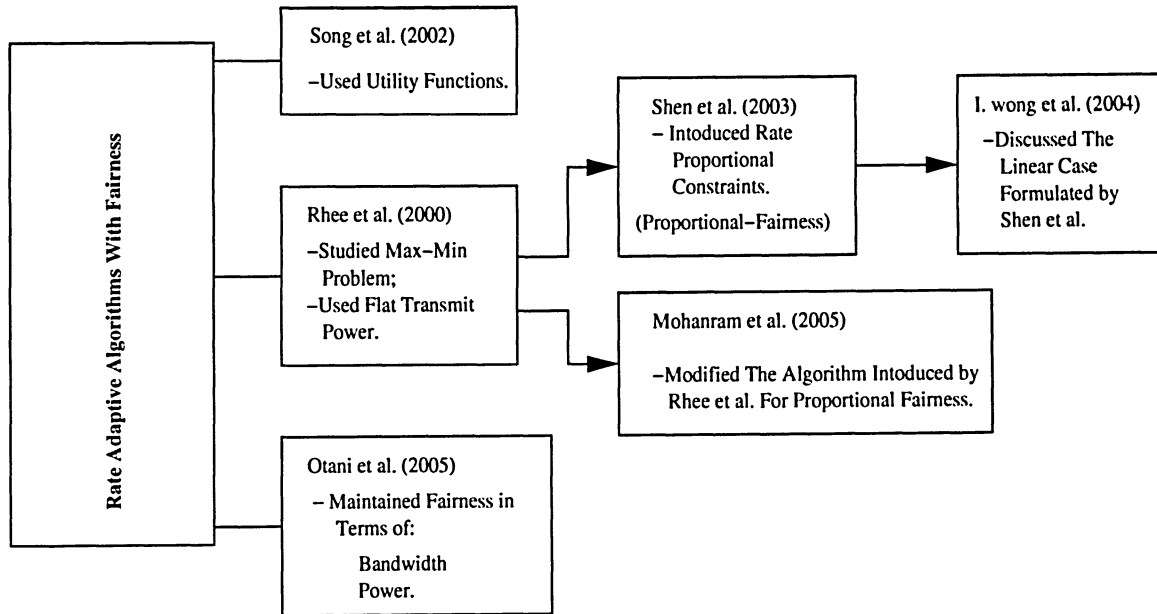 Rate Adaptive Algorithms With Fairness
Song et al. (2002)
–Used Utility Functions.
Rhee et al. (2000)
–Studied Max–Min
Problem;
–Used Flat Transmit
Power.
Otani et al. (2005)
– Maintained Fairness in
Terms of:
Bandwidth
Power.
Shen et al. (2003)
– Intoduced Rate
Proportional
Constraints.
(Proportional–Fairness)
Mohanram et al. (2005)
–Modified The Algorithm Intoduced by
Rhee et al. For Proportional Fairness.
I. wong et al. (2004)
–Discussed The
Linear Case
Formulated by
Shen et al.